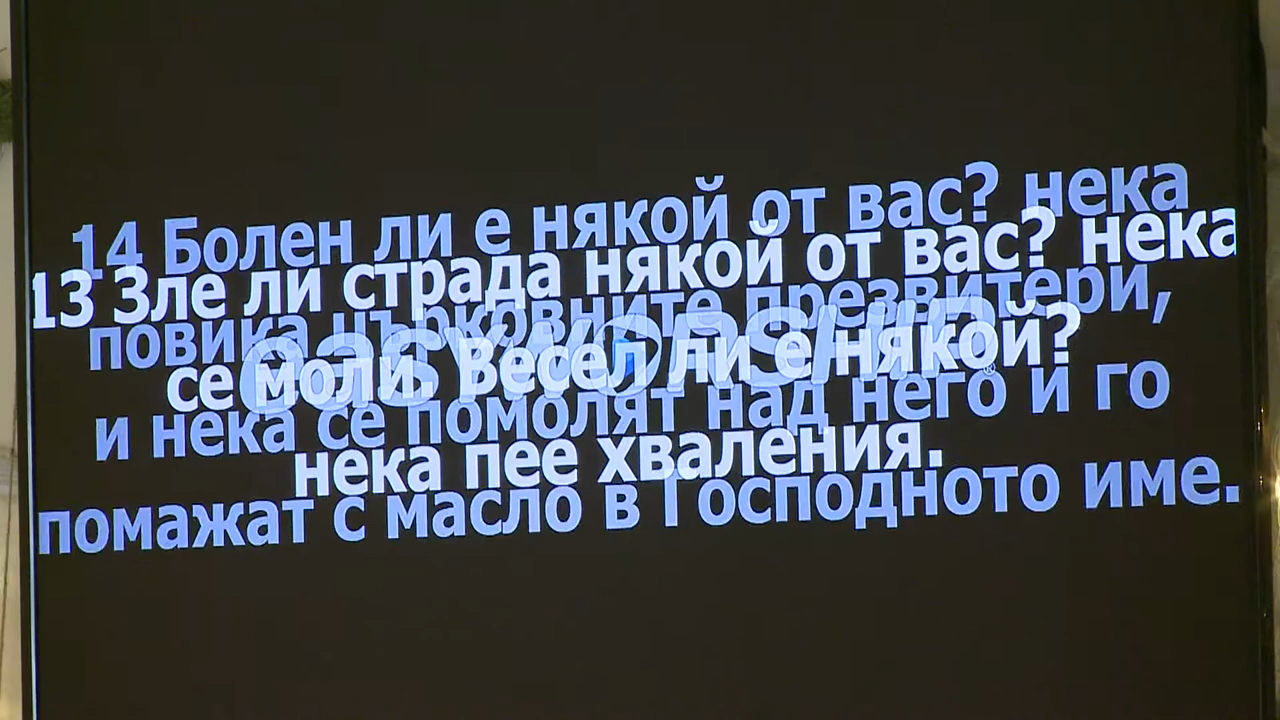 14 Болен ли е някой от вас? нека
13 Зле ли страда някой от вас? нека
повика църковните презвитери,
се моли. Весел ли е някой?
easyworship
и нека се помолят над него и го
нека пее хваления.
помажат с масло в Господното име.